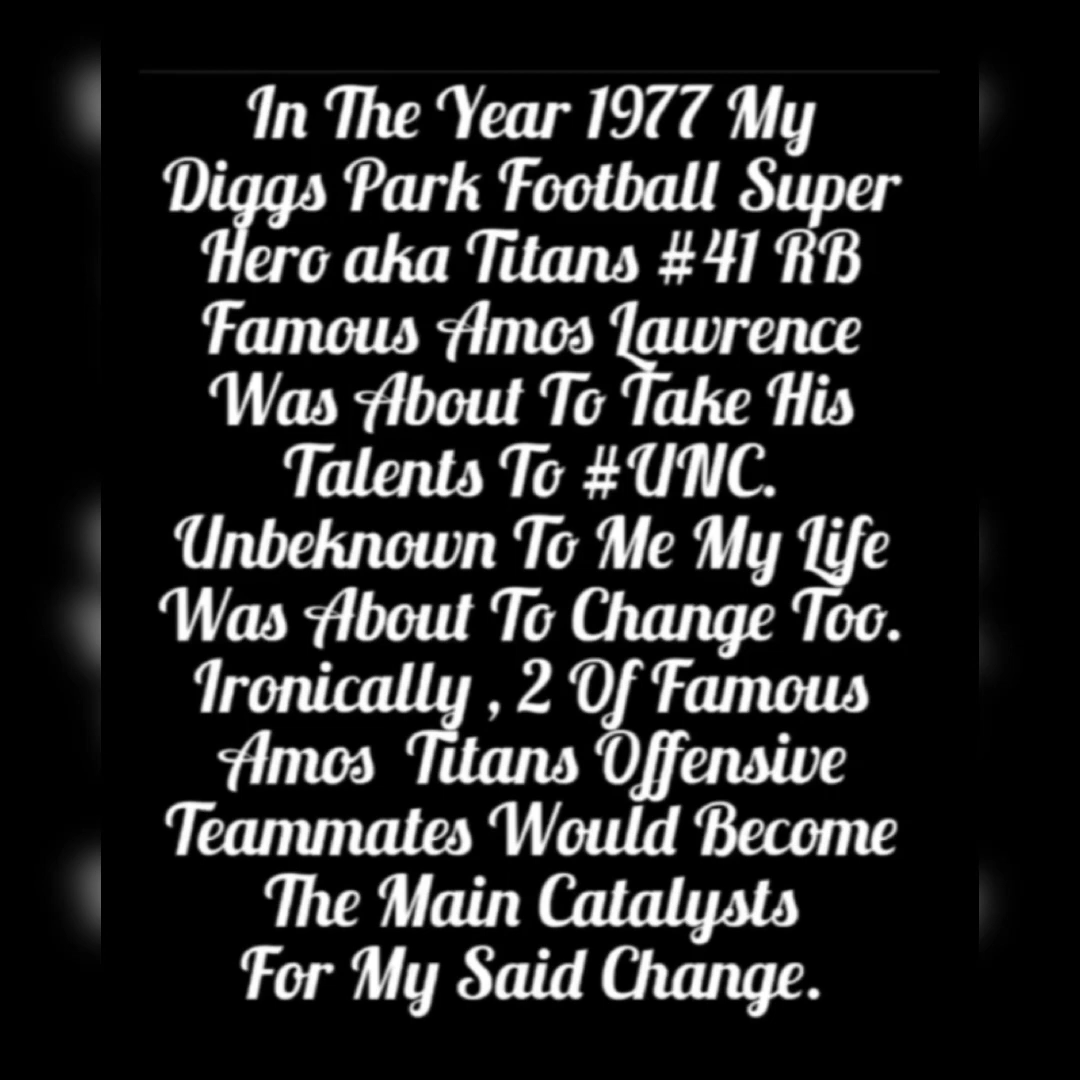 In The Year 1977 My
Diggs Park Football Super
Hero aka Titans #41 RB
Famous Amos Lawrence
Was About To Take His
Talents To #UNC.
Unbeknown To Me My Life
Was About To Change Too.
Ironically , 2 Of Famous
Amos Titans Offensive
Teammates Would Become
The Main Catalysts
For My Said Change.